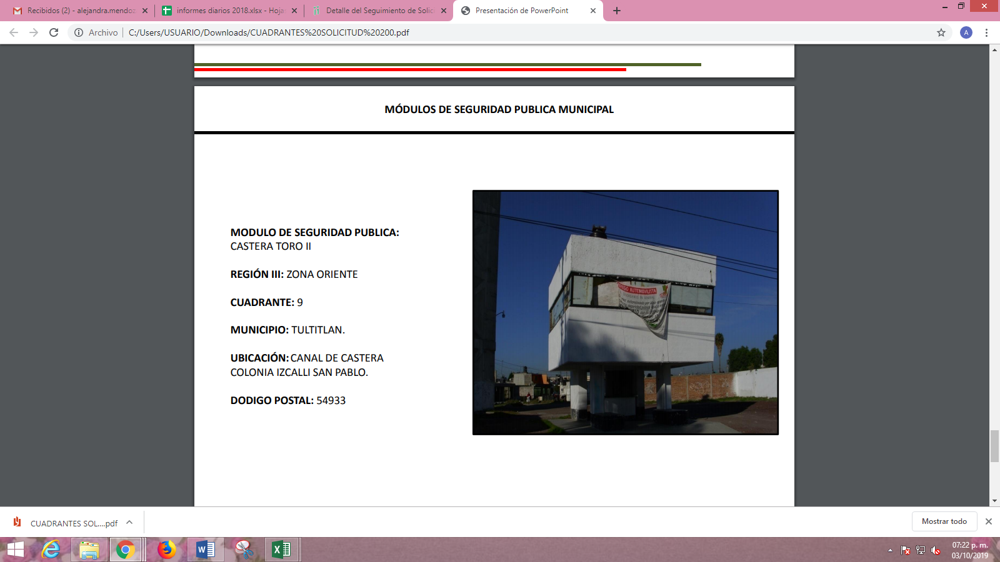 Recibidos (2) - alejandra.mendoz
informes diarios 2018.xlsx - Hoja
Detalle del Seguimiento de Solic
Presentación de PowerPoint
Archivo
C:/Users/USUARIO/Downloads/CUADRANTES%20SOLICITUD%20200.pdf
A
MÓDULOS DE SEGURIDAD PUBLICA MUNICIPAL
MODULO DE SEGURIDAD PUBLICA:
CASTERA TORO II
REGIÓN III: ZONA ORIENTE
CUADRANTE: 9
MUNICIPIO: TULTITLAN.
UBICACIÓN: CANAL DE CASTERA
COLONIA IZCALLI SAN PABLO.
DODIGO POSTAL: 54933
AUTOMOVILISTA
CUADRANTES SOL....pdf
Mostrar todo
07:22 p. m.
03/10/2019